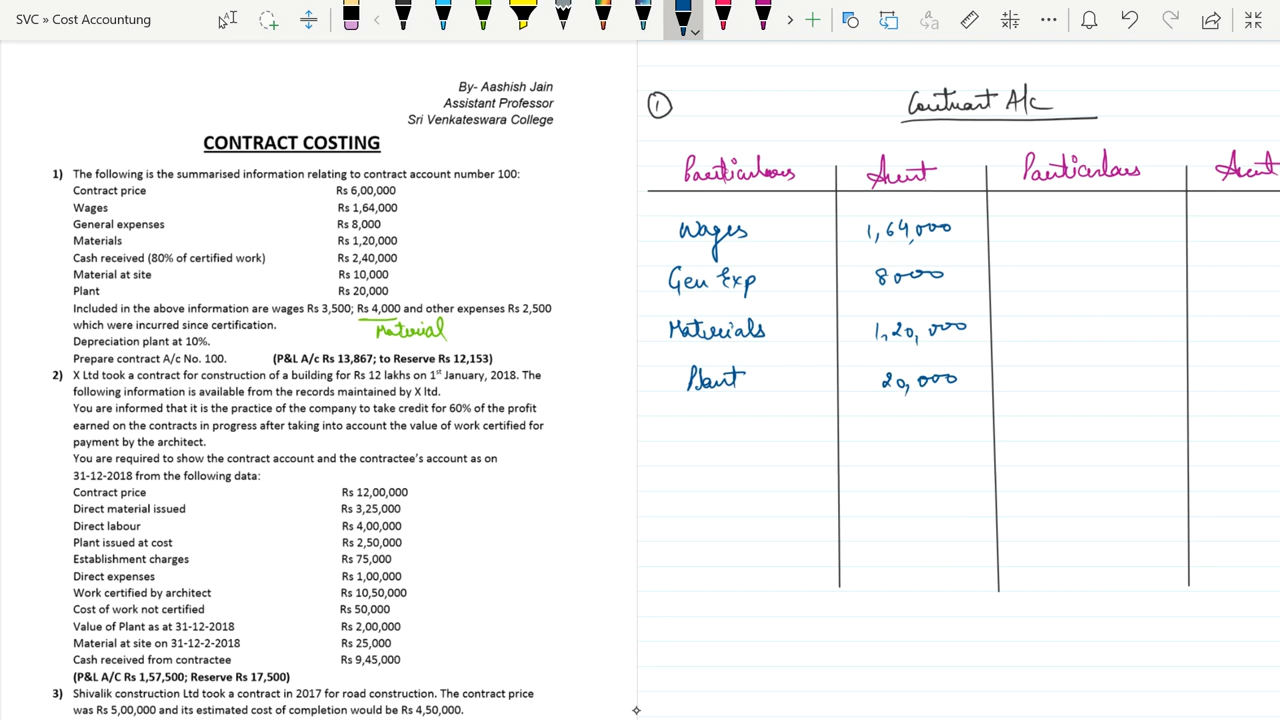 SVC » Cost Accountung
By- Aashish Jain
Assistant Professor
Sri Venkateswara College
CONTRACT COSTING
1) The following is the summarised information relating to contract account number 100:
Contract price Rs 6,00,000
Wages Rs 1,64,000
General expenses Rs 8,000
Materials Rs 1,20,000
Cash received (80% of certified work) Rs 2,40,000
Material at site Rs 10,000
Plant Rs 20,000
Included in the above information are wages Rs 3,500; Rs 4,000 and other expenses Rs 2,500
which were incurred since certification.
Material
Depreciation plant at 10%.
Prepare contract A/c No. 100. (P&L A/c Rs 13,867; to Reserve Rs 12,153)
2) X Ltd took a contract for construction of a building for Rs 12 lakhs on 1st January, 2018. The
following information is available from the records maintained by X ltd.
You are informed that it is the practice of the company to take credit for 60% of the profit
earned on the contracts in progress after taking into account the value of work certified for
payment by the architect.
You are required to show the contract account and the contractee's account as on
31-12-2018 from the following data:
Contract price Rs 12,00,000
Direct material issued Rs 3,25,000
Direct labour Rs 4,00,000
Plant issued at cost Rs 2,50,000
Establishment charges Rs 75,000
Direct expenses Rs 1,00,000
Work certified by architect Rs 10,50,000
Cost of work not certified Rs 50,000
Value of Plant as at 31-12-2018 Rs 2,00,000
Material at site on 31-12-2-2018 Rs 25,000
Cash received from contractee Rs 9,45,000
(P&L A/C Rs 1,57,500; Reserve Rs 17,500)
3) Shivalik construction Ltd took a contract in 2017 for road construction. The contract price
was Rs 5,00,000 and its estimated cost of completion would be Rs 4,50,000.
1 Contract A/c
Particulars Amt Particulars Amt
Wages 1,64,000
Gen Exp 8000
Materials 1,20,000
Plant 20,000